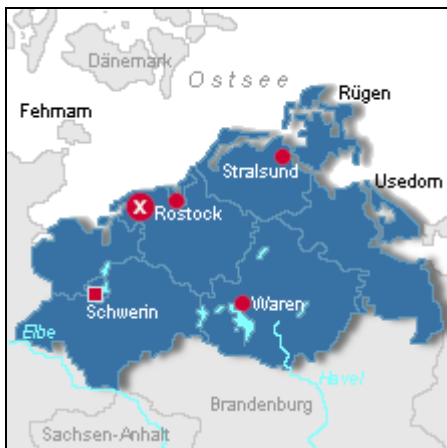 Dänemark
Ostsee
Rügen
Fehmarn
Stralsund
Usedom
X
Rostock
Schwerin
Waren
Elbe
Havel
Brandenburg
Sachsen-Anhalt